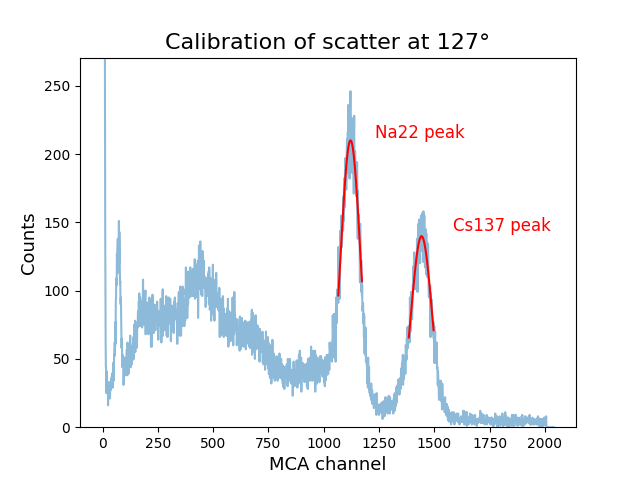 Calibration of scatter at 127°
250
200
150
100
50
0
Counts
Na22 peak
Cs137 peak
0 250 500 750 1000 1250 1500 1750 2000
MCA channel